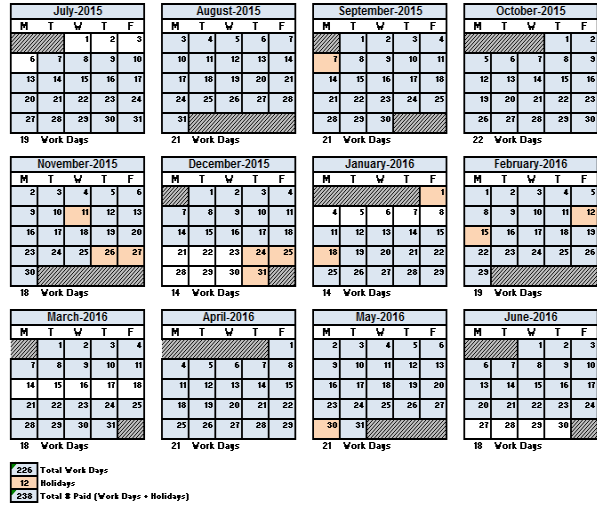 July-2015 August-2015 September-2015 October-2015
M T W T F M T W T F M T W T F M T W T F
1 2 3 3 4 5 6 7 1 2 3 4 1 2
6 7 8 9 10 10 11 12 13 14 7 8 9 10 11 5 6 7 8 9
13 14 15 16 17 17 18 19 20 21 14 15 16 17 18 12 13 14 15 16
20 21 22 23 24 24 25 26 27 28 21 22 23 24 25 19 20 21 22 23
27 28 29 30 31 31 28 29 30 26 27 28 29 30
19 Work Days 21 Work Days 21 Work Days 22 Work Days
November-2015 December-2015 January-2016 February-2016
M T W T F M T W T F M T W T F M T W T F
2 3 4 5 6 1 2 3 4 1 1 2 3 4 5
9 10 11 12 13 7 8 9 10 11 4 5 6 7 8 8 9 10 11 12
16 17 18 19 20 14 15 16 17 18 11 12 13 14 15 15 16 17 18 19
23 24 25 26 27 21 22 23 24 25 18 19 20 21 22 22 23 24 25 26
30 28 29 30 31 25 26 27 28 29 29
18 Work Days 14 Work Days 14 Work Days 19 Work Days
March-2016 April-2016 May-2016 June-2016
M T W T F M T W T F M T W T F M T W T F
1 2 3 4 1 2 3 4 5 6 1 2 3
7 8 9 10 11 4 5 6 7 8 9 10 11 12 13 6 7 8 9 10
14 15 16 17 18 11 12 13 14 15 16 17 18 19 20 13 14 15 16 17
21 22 23 24 25 18 19 20 21 22 23 24 25 26 27 20 21 22 23 24
28 29 30 31 25 26 27 28 29 30 31 27 28 29 30
18 Work Days 21 Work Days 21 Work Days 18 Work Days
226 Total Work Days
12 Holidays
238 Total # Paid (Work Days + Holidays)